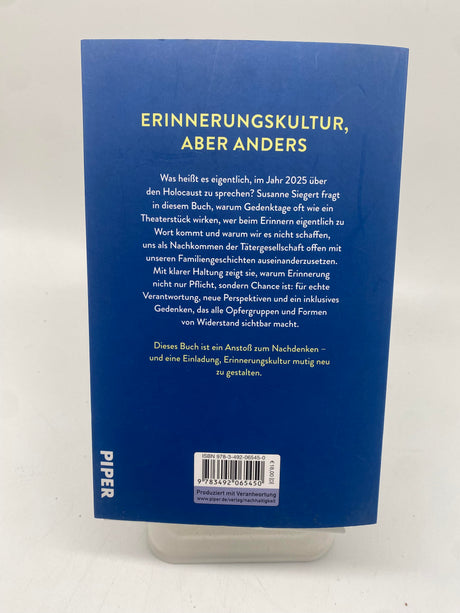 ERINNERUNGSKULTUR,
ABER ANDERS
Was heißt es eigentlich, im Jahr 2025 über
den Holocaust zu sprechen? Susanne Siegert fragt
in diesem Buch, warum Gedenktage oft wie ein
Theaterstück wirken, wer beim Erinnern eigentlich zu
Wort kommt und warum wir es nicht schaffen,
uns als Nachkommen der Tätergesellschaft offen mit
unseren Familiengeschichten auseinanderzusetzen.
Mit klarer Haltung zeigt sie, warum Erinnerung
nicht nur Pflicht, sondern Chance ist: für echte
Verantwortung, neue Perspektiven und ein inklusives
Gedenken, das alle Opfergruppen und Formen
von Widerstand sichtbar macht.
Dieses Buch ist ein Anstoß zum Nachdenken –
und eine Einladung, Erinnerungskultur mutig neu
zu gestalten.
PIPER
ISBN 978-3-492-06545-0
€ 18,00 [D]
9 783492 065450
Produziert mit Verantwortung
www.piper.de/verlag/nachhaltigkeit